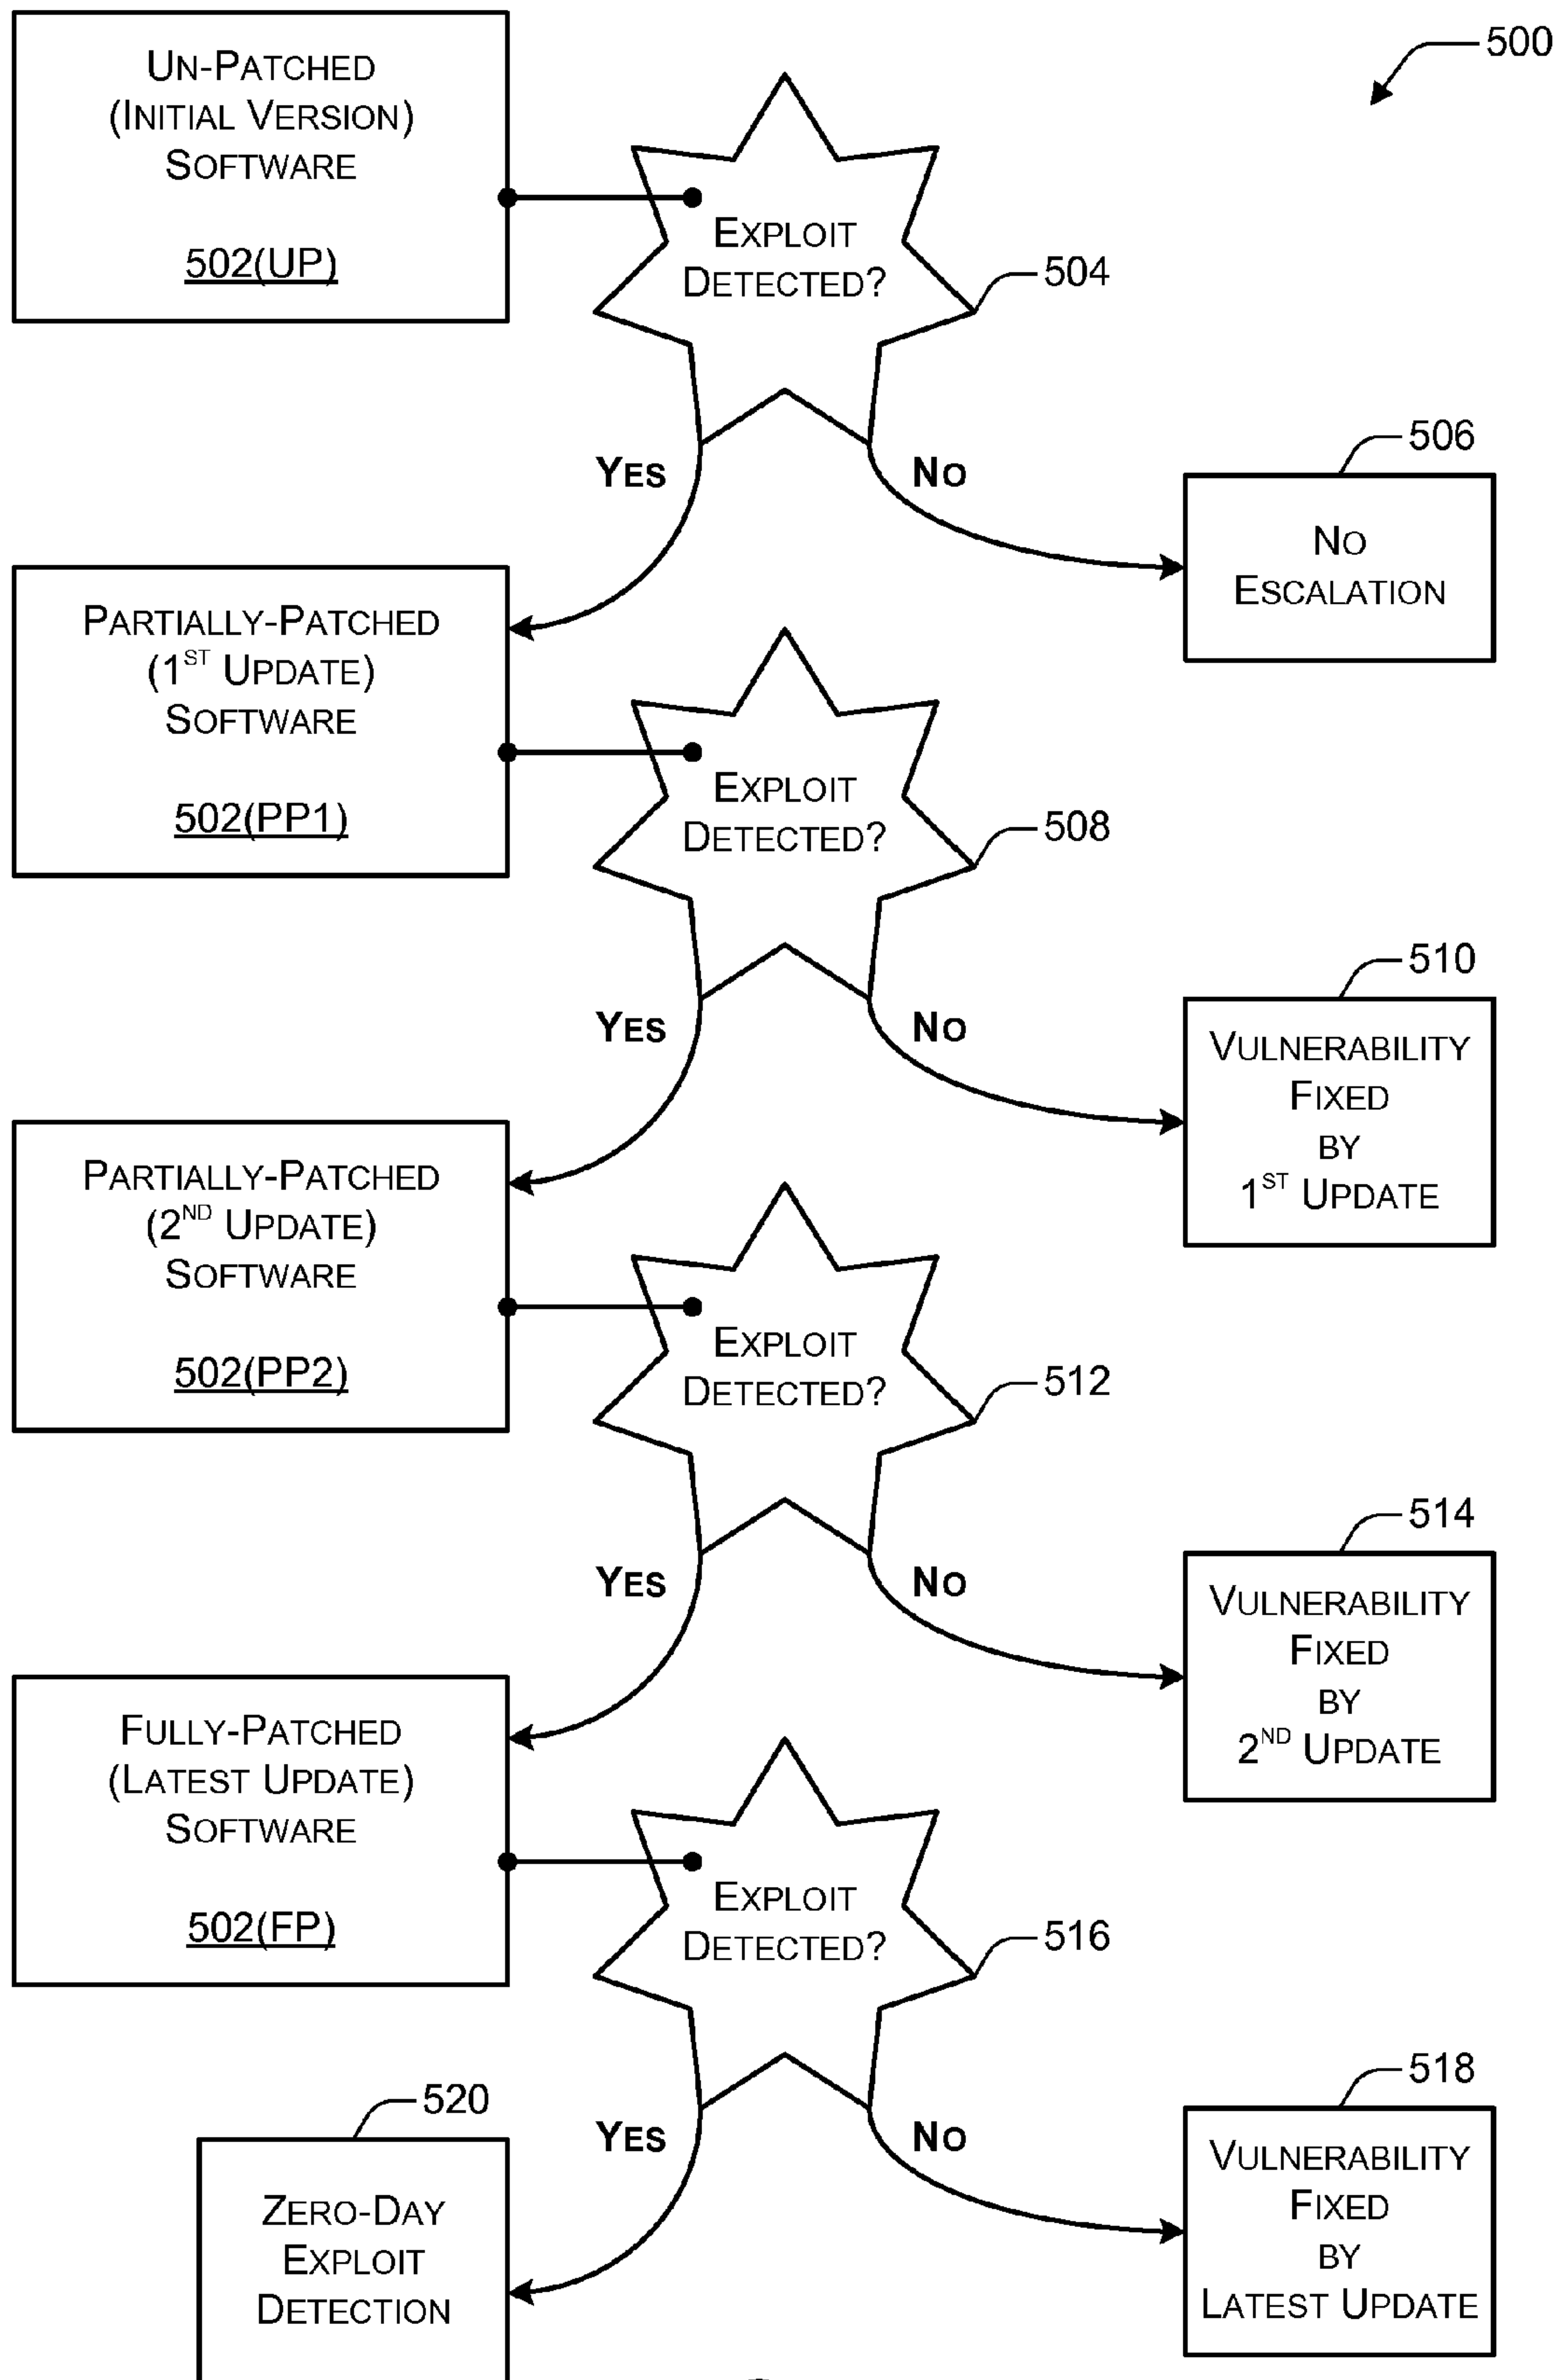 500
UN-PATCHED
(INITIAL VERSION)
SOFTWARE
502(UP)
EXPLOIT
DETECTED?
504
YES
NO
506
NO
ESCALATION
PARTIALLY-PATCHED
(1ST UPDATE)
SOFTWARE
502(PP1)
EXPLOIT
DETECTED?
508
YES
NO
510
VULNERABILITY
FIXED
BY
1ST UPDATE
PARTIALLY-PATCHED
(2ND UPDATE)
SOFTWARE
502(PP2)
EXPLOIT
DETECTED?
512
YES
NO
514
VULNERABILITY
FIXED
BY
2ND UPDATE
FULLY-PATCHED
(LATEST UPDATE)
SOFTWARE
502(FP)
EXPLOIT
DETECTED?
516
YES
NO
518
VULNERABILITY
FIXED
BY
LATEST UPDATE
520
ZERO-DAY
EXPLOIT
DETECTION